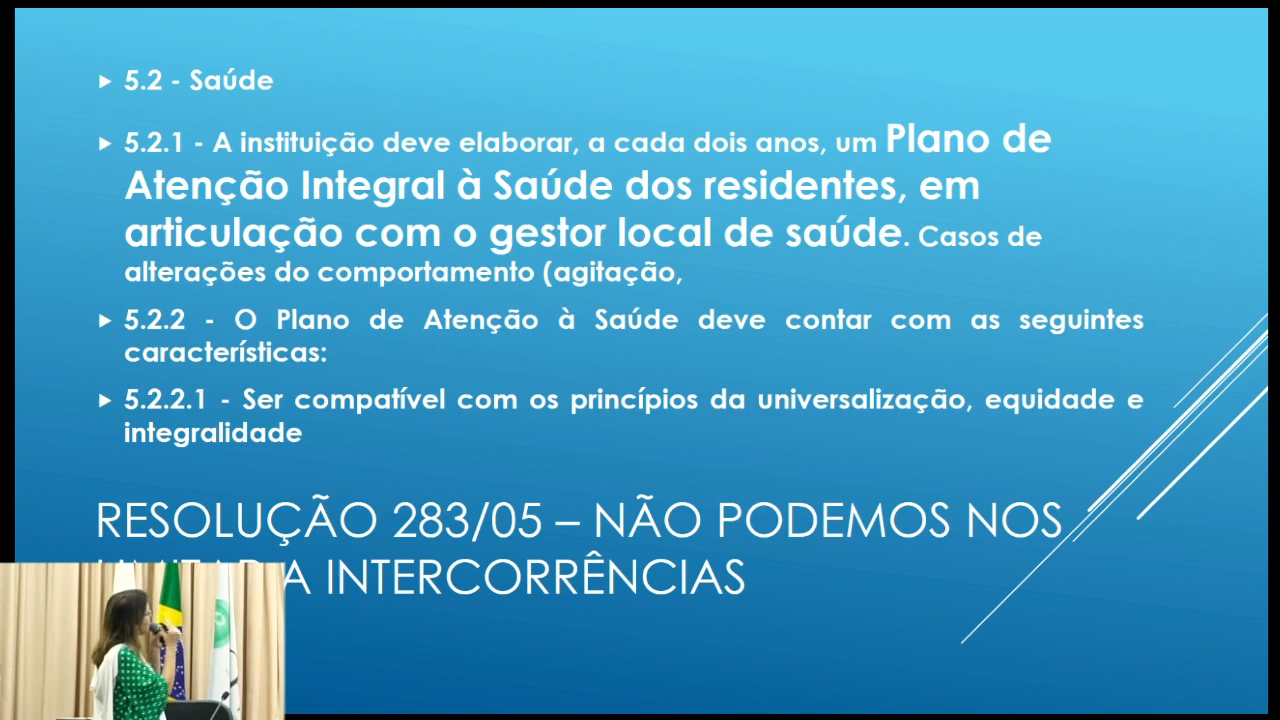 5.2 - Saúde
5.2.1 - A instituição deve elaborar, a cada dois anos, um Plano de
Atenção Integral à Saúde dos residentes, em
articulação com o gestor local de saúde. Casos de
alterações do comportamento (agitação,
5.2.2 - O Plano de Atenção à Saúde deve contar com as seguintes
características:
5.2.2.1 - Ser compatível com os princípios da universalização, equidade e
integralidade
RESOLUÇÃO 283/05 – NÃO PODEMOS NOS
A INTERCORRÊNCIAS